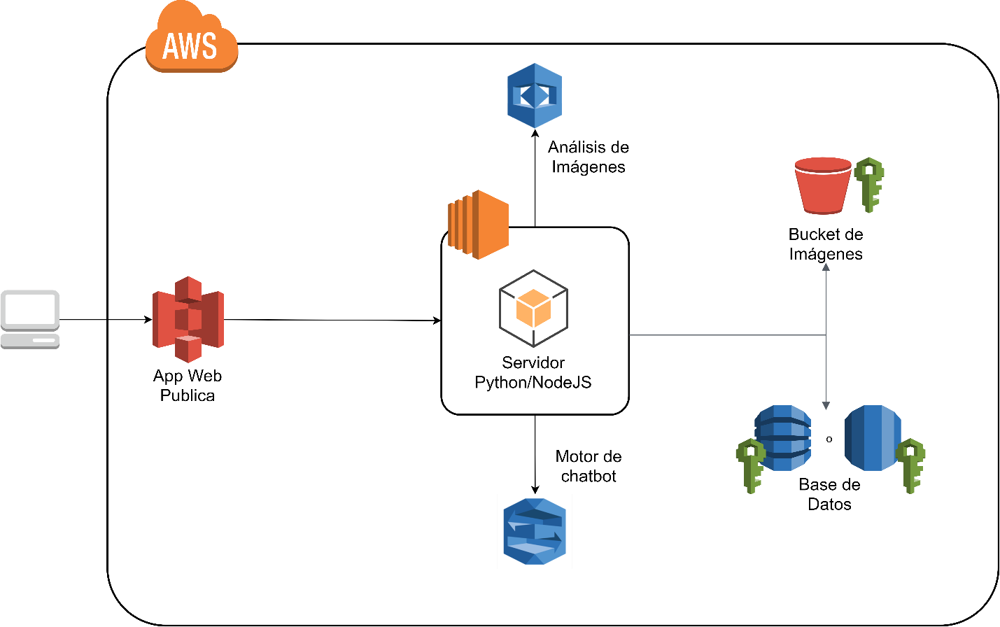 AWS
Análisis de
Imágenes
Bucket de
Imágenes
App Web
Publica
Servidor
Python/NodeJS
Motor de
chatbot
o
Base de
Datos